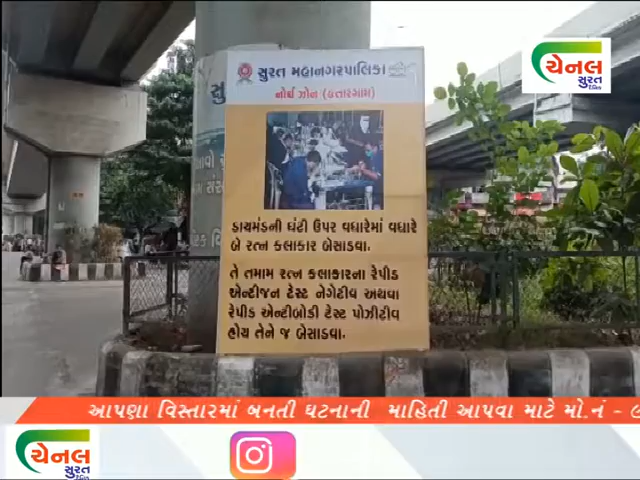 સુરત મહાનગરપાલિકા
નોર્થ ઝોન (કતારગામ)
ડાયમંડની ઘંટી ઉપર વધારેમાં વધારે
બે રત્ન કલાકાર બેસાડવા.
તે તમામ રત્ન કલાકારના રેપીડ
એન્ટીજન ટેસ્ટ નેગેટીવ અથવા
રેપીડ એન્ટીબોડી ટેસ્ટ પોઝીટીવ
હોય તેને જ બેસાડવા.
ચેનલ
સુરત
આપણા વિસ્તારમાં બનતી ઘટનાની માહિતી આપવા માટે મો.નં -
ચેનલ
સુરત